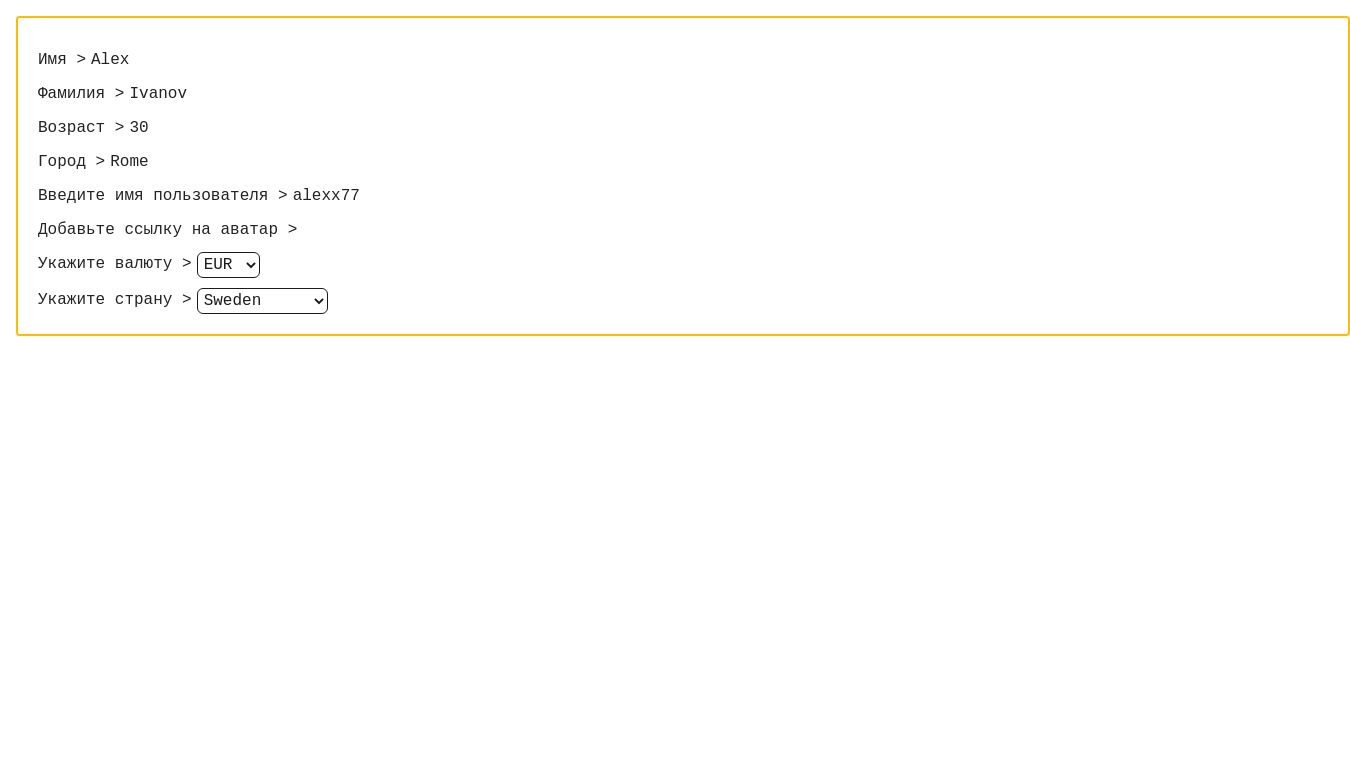 Имя > Alex
Фамилия > Ivanov
Возраст > 30
Город > Rome
Введите имя пользователя > alexx77
Добавьте ссылку на аватар >
Укажите валюту > EUR
Укажите страну > Sweden